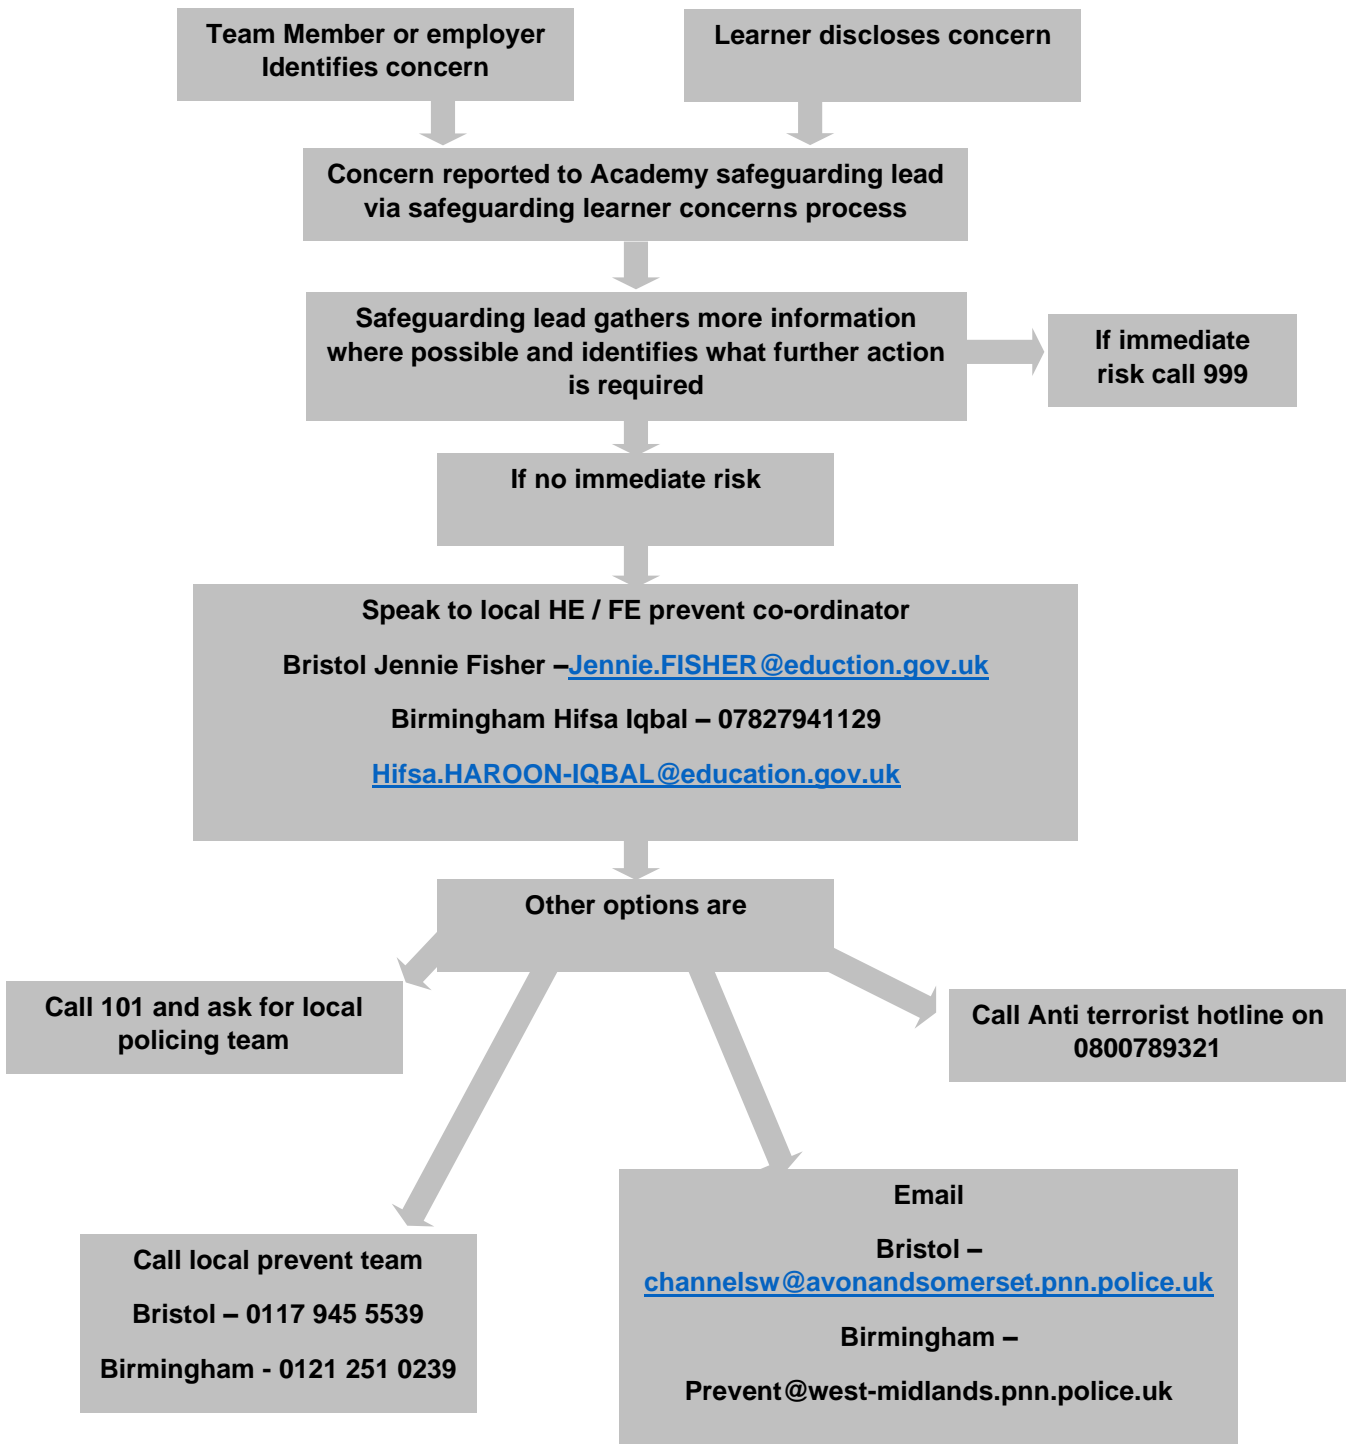 Team Member or employer
Identifies concern
Learner discloses concern
Concern reported to Academy safeguarding lead
via safeguarding learner concerns process
Safeguarding lead gathers more information
where possible and identifies what further action
is required
If immediate
risk call 999
If no immediate risk
Speak to local HE / FE prevent co-ordinator
Bristol Jennie Fisher –Jennie.FISHER@eduction.gov.uk
Birmingham Hifsa Iqbal – 07827941129
Hifsa.HAROON-IQBAL@education.gov.uk
Other options are
Call 101 and ask for local
policing team
Call Anti terrorist hotline on
0800789321
Call local prevent team
Bristol – 0117 945 5539
Birmingham - 0121 251 0239
Email
Bristol –
channelsw@avonandsomerset.pnn.police.uk
Birmingham –
Prevent@west-midlands.pnn.police.uk